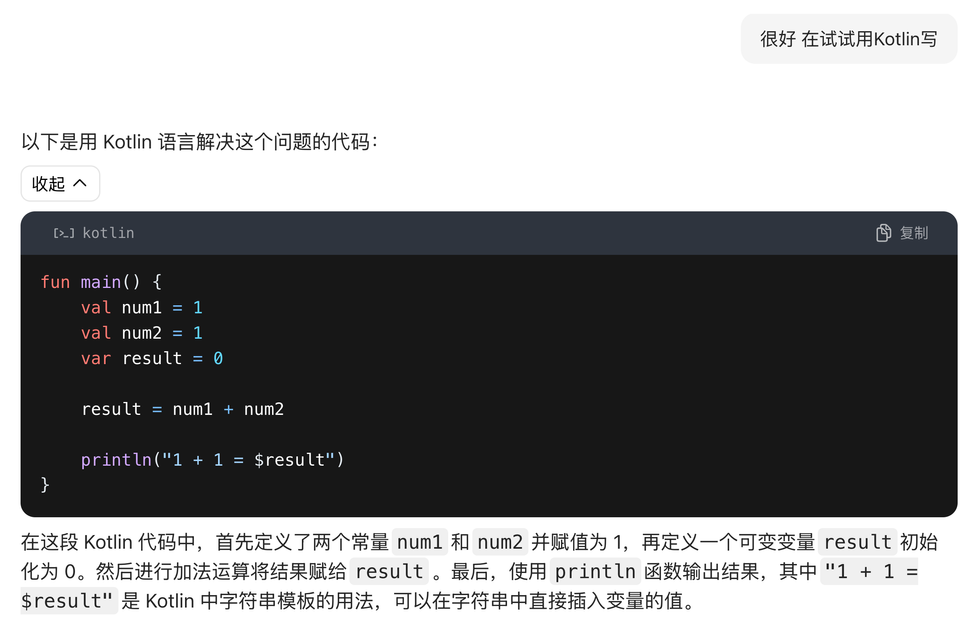 很好 在试试用Kotlin写
以下是用 Kotlin 语言解决这个问题的代码：
收起
kotlin
复制
fun main() {
    val num1 = 1
    val num2 = 1
    var result = 0

    result = num1 + num2

    println("1 + 1 = $result")
}
在这段 Kotlin 代码中，首先定义了两个常量 num1 和 num2 并赋值为 1，再定义一个可变变量 result 初始
化为 0。然后进行加法运算将结果赋给 result 。最后，使用 println 函数输出结果，其中 "1 + 1 =
$result" 是 Kotlin 中字符串模板的用法，可以在字符串中直接插入变量的值。